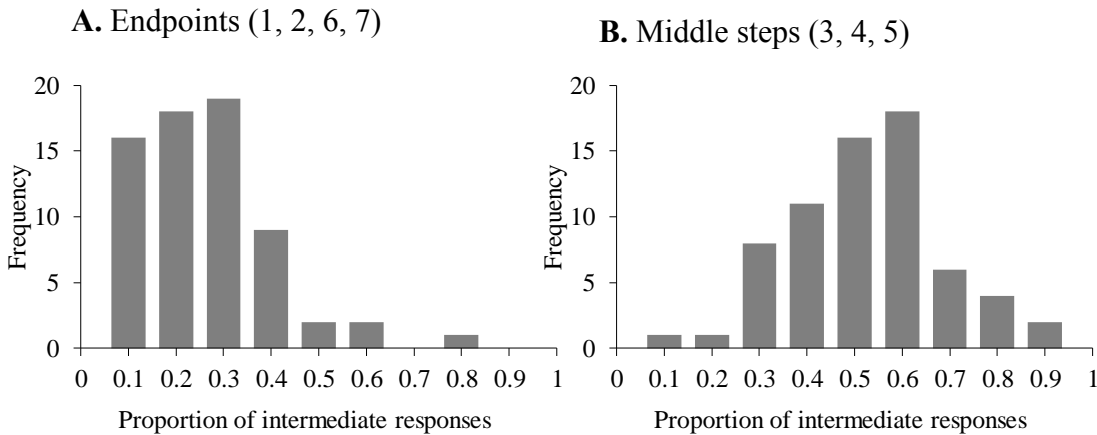 A. Endpoints (1, 2, 6, 7)
20
15
10
5
0
Frequency
0 0.1 0.2 0.3 0.4 0.5 0.6 0.7 0.8 0.9 1
Proportion of intermediate responses
B. Middle steps (3, 4, 5)
20
15
10
5
0
Frequency
0 0.1 0.2 0.3 0.4 0.5 0.6 0.7 0.8 0.9 1
Proportion of intermediate responses